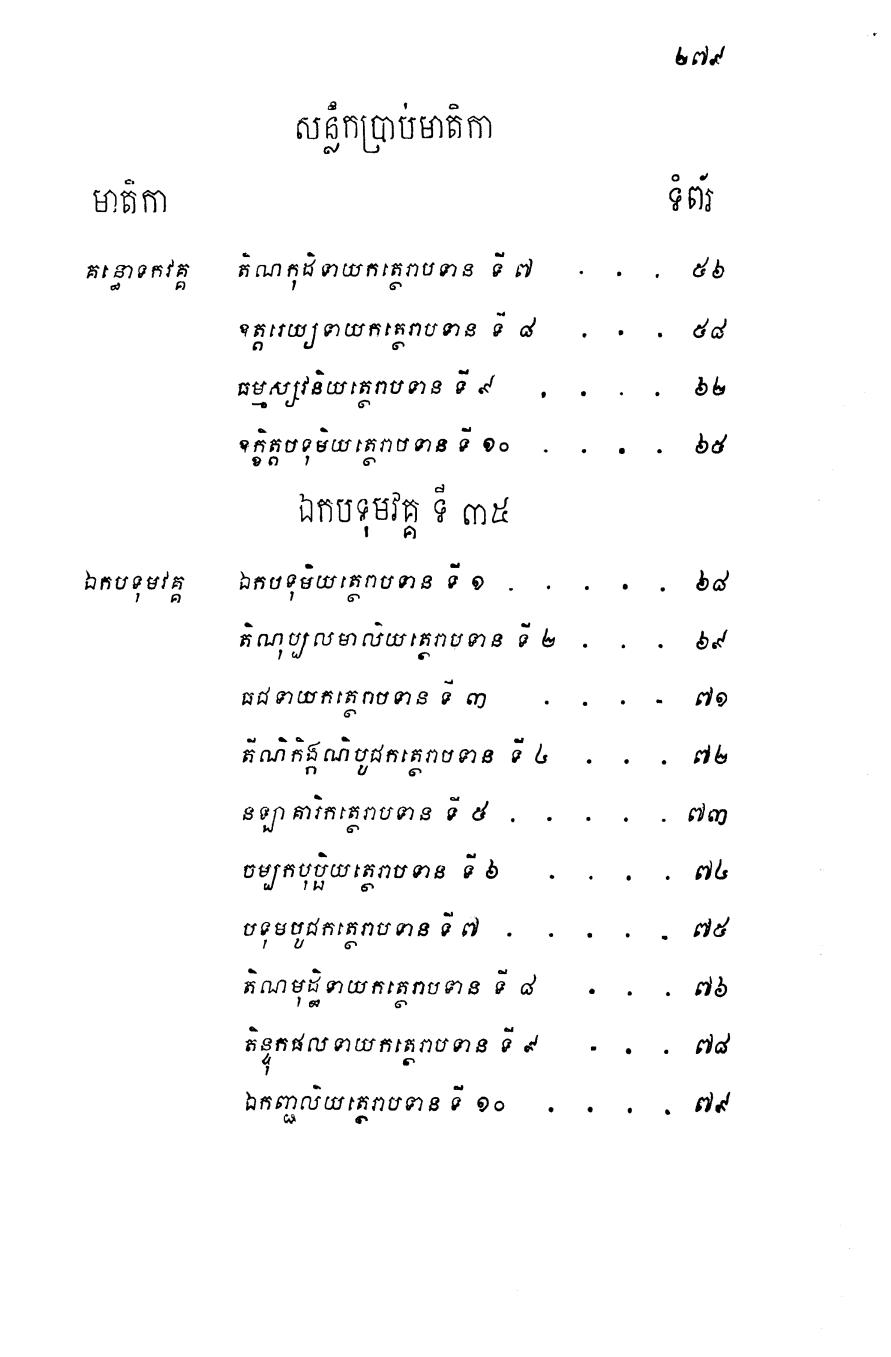 ២៧៩
សន្លឹកប្រាប់មាតិកា
មាតិកា ទំព័រ
គន្ធោទកវគ្គ តិណកុដិទាយកត្ថេរាបទាន ទី ៧ . . . ៥៦
ឧត្តរេយ្យទាយកត្ថេរាបទាន ទី ៨ . . . ៥៨
ធម្មស្សវនិយត្ថេរាបទាន ទី ៩ . . . . ៦២
ឧក្ខិត្តបទុមិយត្ថេរាបទាន ទី ១០ . . . . ៦៥
ឯកបទុមវគ្គ ទី ៣៥
ឯកបទុមវគ្គ ឯកបទុមិយត្ថេរាបទាន ទី ១ . . . . . ៦៨
តិណុប្បលមាលិយត្ថេរាបទាន ទី ២ . . . ៦៩
ធជទាយកត្ថេរាបទាន ទី ៣ . . . . ៧១
តីណិកិង្កណិបូជកត្ថេរាបទាន ទី ៤ . . . ៧២
នឡាគារិកត្ថេរាបទាន ទី ៥ . . . . . ៧៣
ចម្បកបុប្ផិយត្ថេរាបទាន ទី ៦ . . . . ៧៤
បទុមបូជកត្ថេរាបទាន ទី ៧ . . . . . ៧៥
តិណមុដ្ឋិទាយកត្ថេរាបទាន ទី ៨ . . . ៧៦
តិន្ទុកផលទាយកត្ថេរាបទាន ទី ៩ . . . ៧៨
ឯកញ្ជលិយត្ថេរាបទាន ទី ១០ . . . . ៧៩